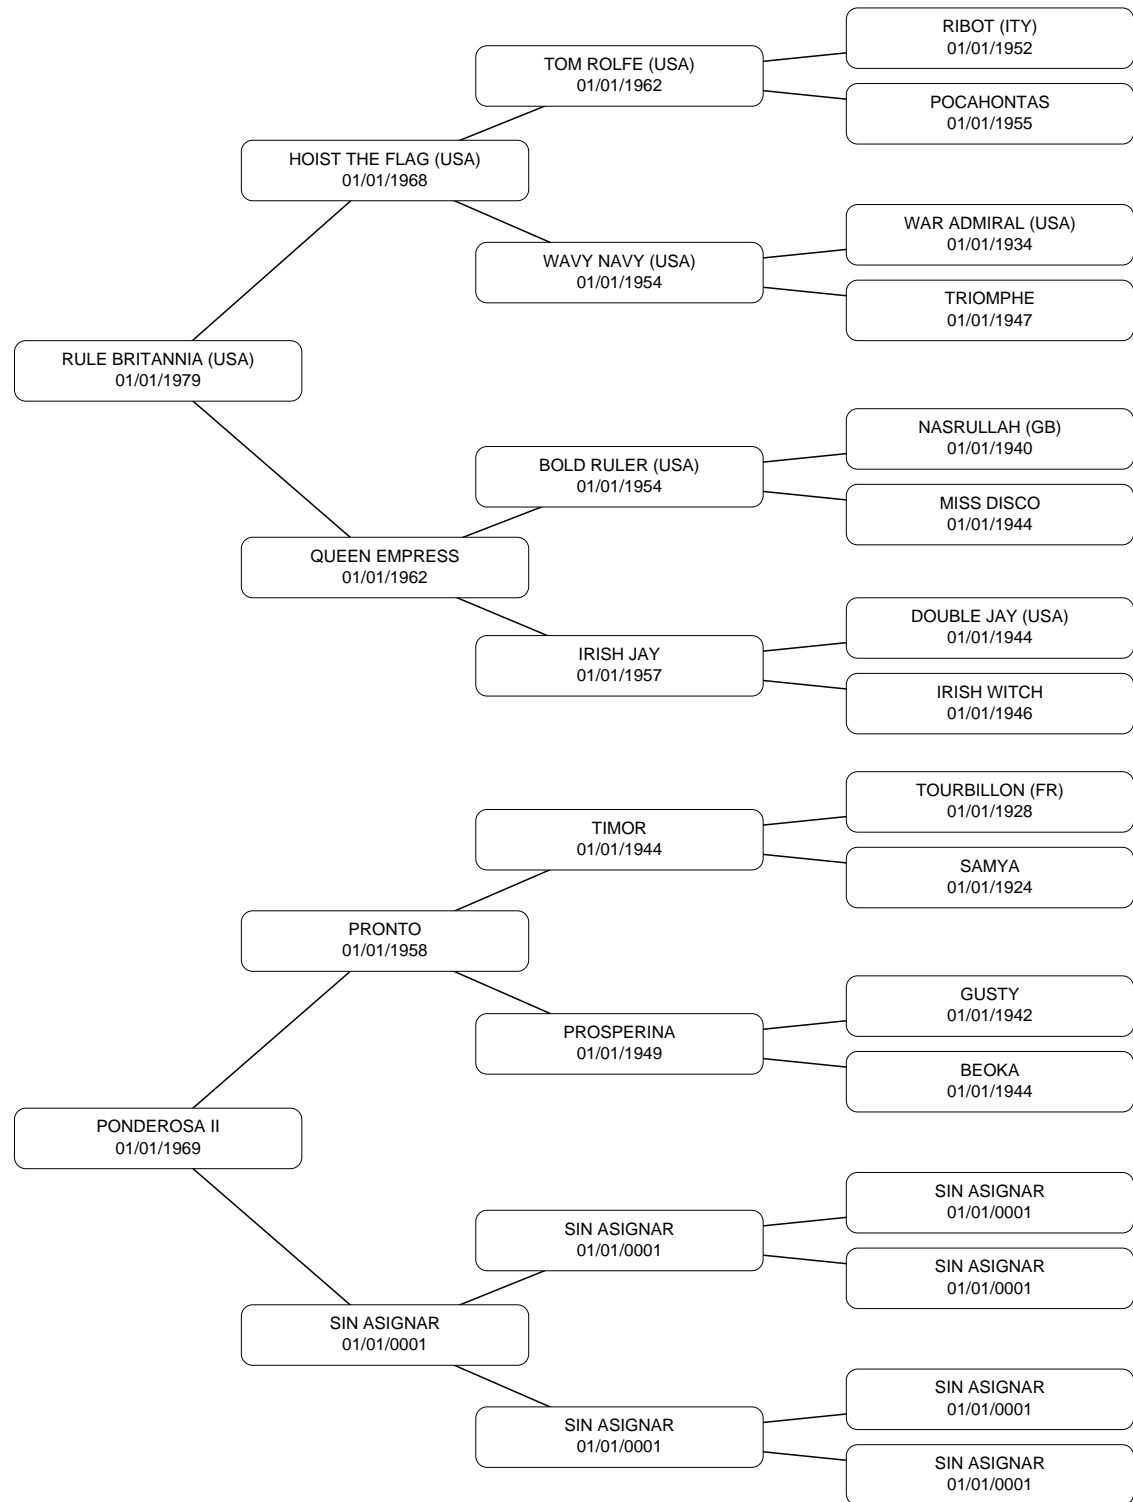 RIBOT (ITY)
01/01/1952
TOM ROLFE (USA)
01/01/1962
POCAHONTAS
01/01/1955
HOIST THE FLAG (USA)
01/01/1968
WAR ADMIRAL (USA)
01/01/1934
WAVY NAVY (USA)
01/01/1954
TRIOMPHE
01/01/1947
RULE BRITANNIA (USA)
01/01/1979
NASRULLAH (GB)
01/01/1940
BOLD RULER (USA)
01/01/1954
MISS DISCO
01/01/1944
QUEEN EMPRESS
01/01/1962
DOUBLE JAY (USA)
01/01/1944
IRISH JAY
01/01/1957
IRISH WITCH
01/01/1946
TOURBILLON (FR)
01/01/1928
TIMOR
01/01/1944
SAMYA
01/01/1924
PRONTO
01/01/1958
GUSTY
01/01/1942
PROSPERINA
01/01/1949
BEOKA
01/01/1944
PONDEROSA II
01/01/1969
SIN ASIGNAR
01/01/0001
SIN ASIGNAR
01/01/0001
SIN ASIGNAR
01/01/0001
SIN ASIGNAR
01/01/0001
SIN ASIGNAR
01/01/0001
SIN ASIGNAR
01/01/0001
SIN ASIGNAR
01/01/0001